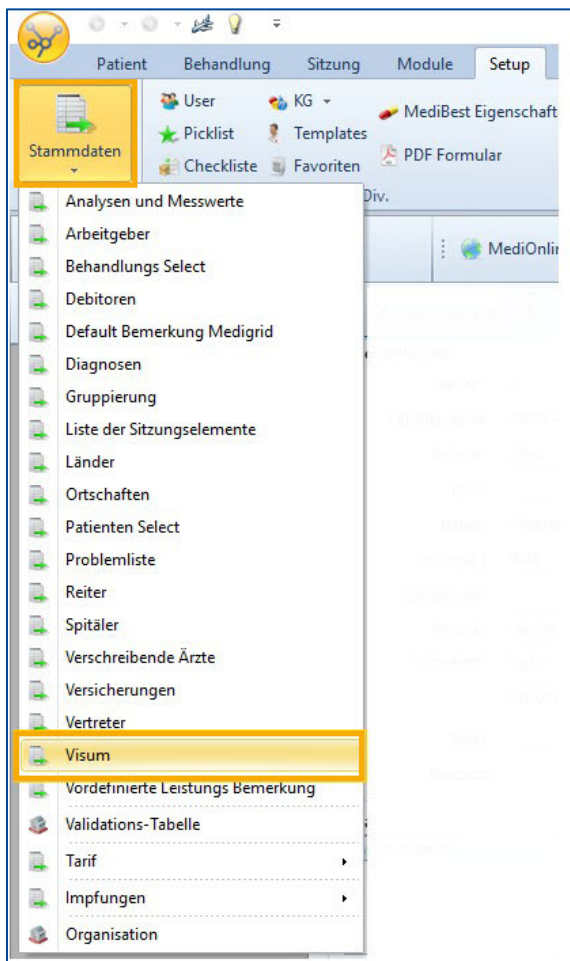 Patient Behandlung Sitzung Module Setup
Stammdaten
User KG MediBest Eigenschaft
Picklist Templates
PDF Formular
Checkliste Favoriten
Div.
MediOnlin
Analysen und Messwerte
Arbeitgeber
Behandlungs Select
Debitoren
Default Bemerkung Medigrid
Diagnosen
Gruppierung
Liste der Sitzungselemente
Länder
Ortschaften
Patienten Select
Problemliste
Reiter
Spitäler
Verschreibende Ärzte
Versicherungen
Vertreter
Visum
Vordefinierte Leistungs Bemerkung
Validations-Tabelle
Tarif
Impfungen
Organisation